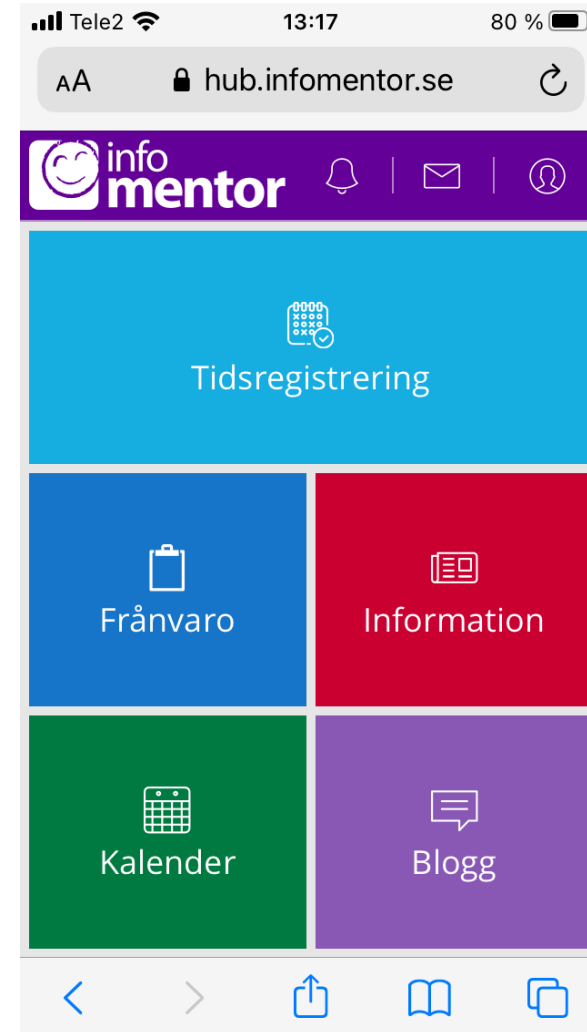 Tele2 13:17 80 %
AA hub.infomentor.se
info
mentor
Tidsregistrering
Frånvaro Information
Kalender Blogg